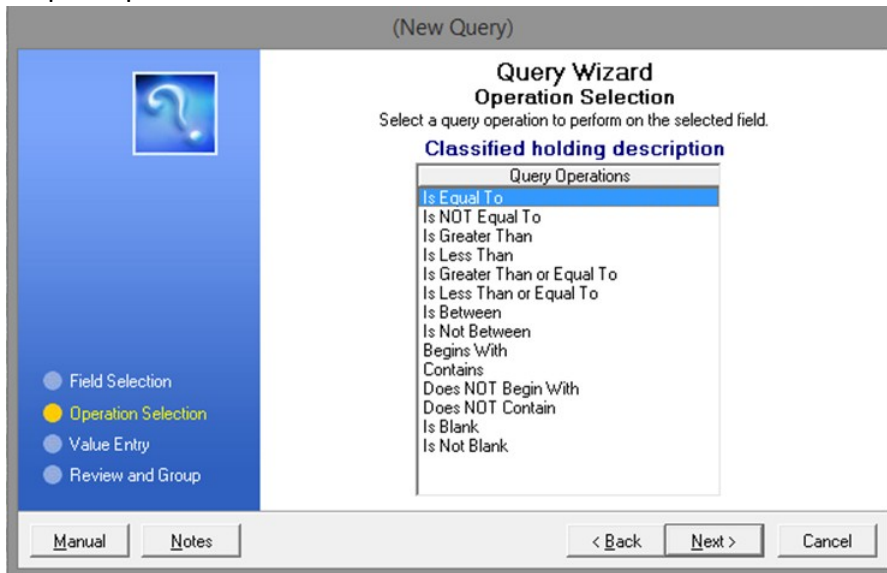 (New Query)
Query Wizard
Operation Selection
Select a query operation to perform on the selected field.
Classified holding description
Query Operations
Is Equal To
Is NOT Equal To
Is Greater Than
Is Less Than
Is Greater Than or Equal To
Is Less Than or Equal To
Is Between
Is Not Between
Begins With
Contains
Does NOT Begin With
Does NOT Contain
Is Blank
Is Not Blank
Field Selection
Operation Selection
Value Entry
Review and Group
Manual Notes < Back Next > Cancel